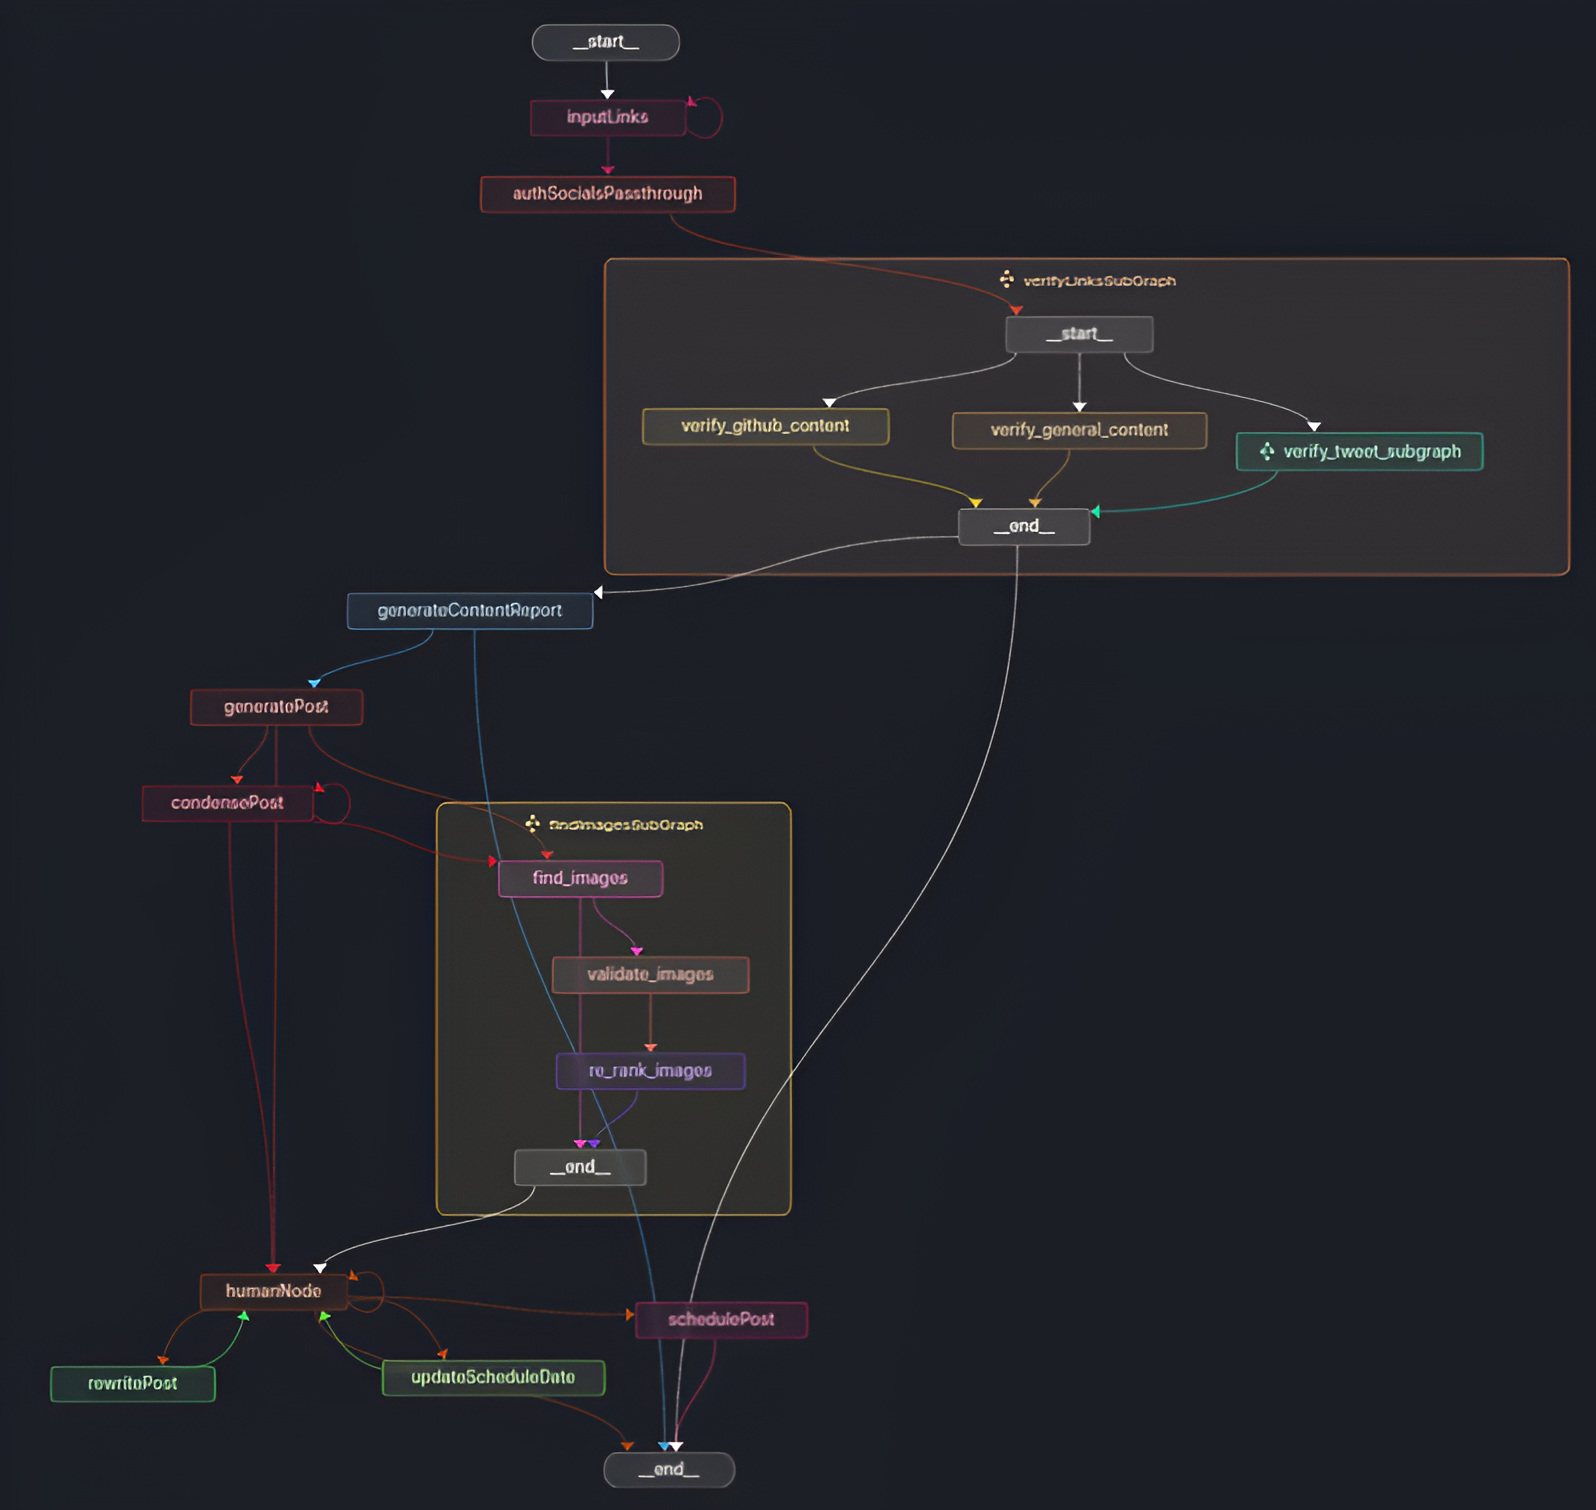 __start__
inputLinks
authSocialsPassthrough
verifyLinksSubGraph
__start__
verify_github_content
verify_general_content
verify_tweet_subgraph
__end__
generateContentReport
generatePost
condensePost
findImagesSubGraph
find_images
validate_images
re_rank_images
__end__
humanNode
schedulePost
rewritePost
updateScheduleDate
__end__